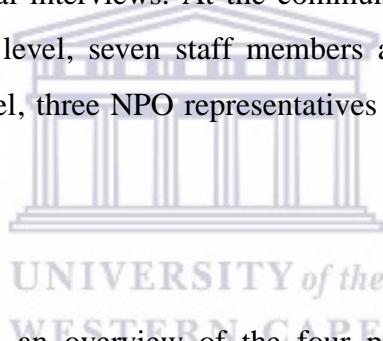 al interviews. At the commun
level, seven staff members a
el, three NPO representatives
UNIVERSITY of the
an overview of the four p
WESTERN CAPE